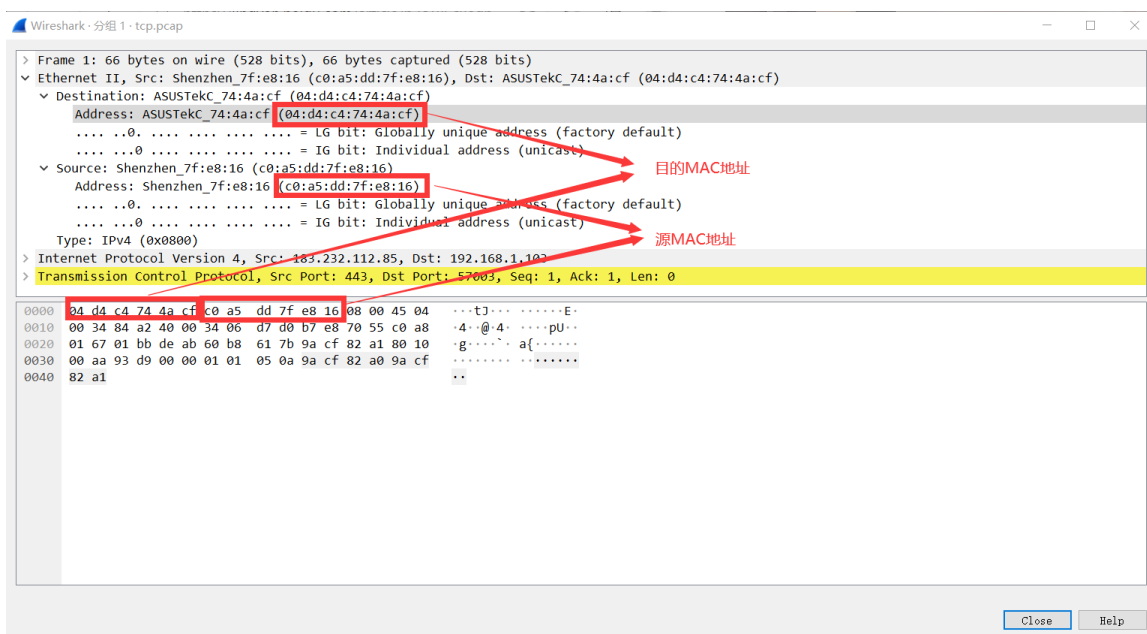 Wireshark · 分组 1 · tcp.pcap
Frame 1: 66 bytes on wire (528 bits), 66 bytes captured (528 bits)
Ethernet II, Src: Shenzhen_7f:e8:16 (c0:a5:dd:7f:e8:16), Dst: ASUSTekC_74:4a:cf (04:d4:c4:74:4a:cf)
Destination: ASUSTekC_74:4a:cf (04:d4:c4:74:4a:cf)
Address: ASUSTekC_74:4a:cf (04:d4:c4:74:4a:cf)
.... ..0. .... .... .... .... = LG bit: Globally unique address (factory default)
.... ...0 .... .... .... .... = IG bit: Individual address (unicast)
目的MAC地址
Source: Shenzhen_7f:e8:16 (c0:a5:dd:7f:e8:16)
Address: Shenzhen_7f:e8:16 (c0:a5:dd:7f:e8:16)
.... ..0. .... .... .... .... = LG bit: Globally unique address (factory default)
.... ...0 .... .... .... .... = IG bit: Individual address (unicast)
源MAC地址
Type: IPv4 (0x0800)
Internet Protocol Version 4, Src: 183.232.112.85, Dst: 192.168.1.103
Transmission Control Protocol, Src Port: 443, Dst Port: 57003, Seq: 1, Ack: 1, Len: 0
0000 04 d4 c4 74 4a cf c0 a5 dd 7f e8 16 08 00 45 04 ···tJ··· ······E·
0010 00 34 84 a2 40 00 34 06 d7 d0 b7 e8 70 55 c0 a8 ·4··@·4· ····pU··
0020 01 67 01 bb de ab 60 b8 61 7b 9a cf 82 a1 80 10 ·g····`· a{······
0030 00 aa 93 d9 00 00 01 01 05 0a 9a cf 82 a0 9a cf ········ ········
0040 82 a1 ··
Close
Help